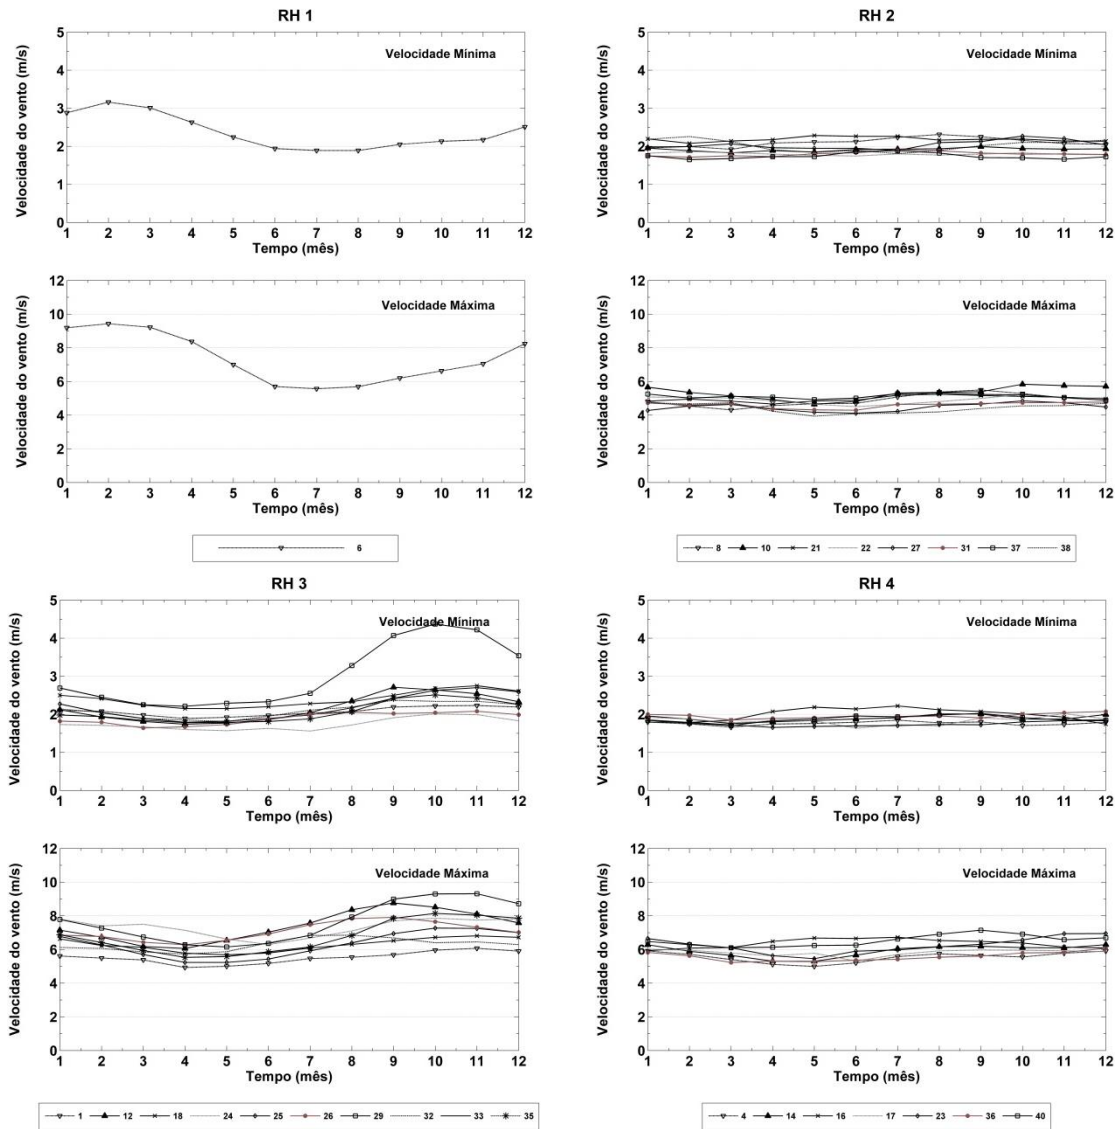 RH 1
Velocidade do vento (m/s)
Velocidade Mínima
5
4
3
2
1
0
1 2 3 4 5 6 7 8 9 10 11 12
Tempo (mês)
Velocidade do vento (m/s)
Velocidade Máxima
12
10
8
6
4
2
0
1 2 3 4 5 6 7 8 9 10 11 12
Tempo (mês)
6
RH 2
Velocidade do vento (m/s)
Velocidade Mínima
5
4
3
2
1
0
1 2 3 4 5 6 7 8 9 10 11 12
Tempo (mês)
Velocidade do vento (m/s)
Velocidade Máxima
12
10
8
6
4
2
0
1 2 3 4 5 6 7 8 9 10 11 12
Tempo (mês)
8 10 21 22 27 31 37 38
RH 3
Velocidade do vento (m/s)
Velocidade Mínima
5
4
3
2
1
0
1 2 3 4 5 6 7 8 9 10 11 12
Tempo (mês)
Velocidade do vento (m/s)
Velocidade Máxima
12
10
8
6
4
2
0
1 2 3 4 5 6 7 8 9 10 11 12
Tempo (mês)
1 12 18 24 25 26 29 32 33 35
RH 4
Velocidade do vento (m/s)
Velocidade Mínima
5
4
3
2
1
0
1 2 3 4 5 6 7 8 9 10 11 12
Tempo (mês)
Velocidade do vento (m/s)
Velocidade Máxima
12
10
8
6
4
2
0
1 2 3 4 5 6 7 8 9 10 11 12
Tempo (mês)
4 14 16 17 23 36 40